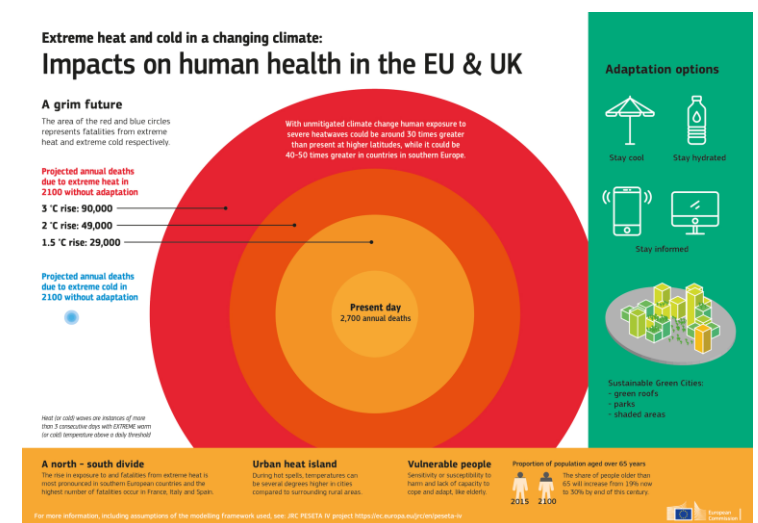 Extreme heat and cold in a changing climate:
Impacts on human health in the EU & UK
A grim future
The area of the red and blue circles
represents fatalities from extreme
heat and extreme cold respectively.
Projected annual deaths
due to extreme heat in
2100 without adaptation
3 °C rise: 90,000
2 °C rise: 49,000
1.5 °C rise: 29,000
Projected annual deaths
due to extreme cold in
2100 without adaptation
Heat (or cold) waves are instances of more
than 3 consecutive days with EXTREME warm
(or cold) temperature above a daily threshold
With unmitigated climate change human exposure to
severe heatwaves could be around 30 times greater
than present at higher latitudes, while it could be
40-50 times greater in countries in southern Europe.
Present day
2,700 annual deaths
Adaptation options
Stay cool
Stay hydrated
Stay informed
Sustainable Green Cities:
- green roofs
- parks
- shaded areas
A north - south divide
The rise in exposure to and fatalities from extreme heat is
most pronounced in southern European countries and the
highest number of fatalities occur in France, Italy and Spain.
Urban heat island
During hot spells, temperatures can
be several degrees higher in cities
compared to surrounding rural areas.
Vulnerable people
Sensitivity or susceptibility to
harm and lack of capacity to
cope and adapt, like elderly.
Proportion of population aged over 65 years
2015 2100
The share of people older than
65 will increase from 19% now
to 30% by end of this century.
For more information, including assumptions of the modelling framework used, see: JRC PESETA IV project https://ec.europa.eu/jrc/en/peseta-iv
European
Commission